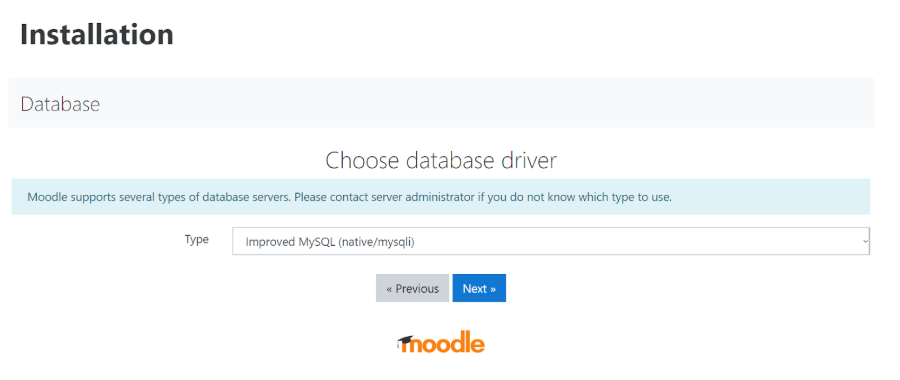 Installation
Database
Choose database driver
Moodle supports several types of database servers. Please contact server administrator if you do not know which type to use.
Type
Improved MySQL (native/mysqli)
« Previous
Next »
moodle